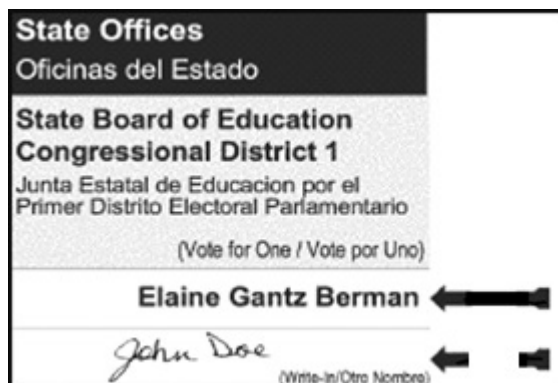 State Offices
Oficinas del Estado
State Board of Education
Congressional District 1
Junta Estatal de Educacion por el
Primer Distrito Electoral Parlamentario
(Vote for One / Vote por Uno)
Elaine Gantz Berman
John Doe
(Write-In/Otro Nombre)